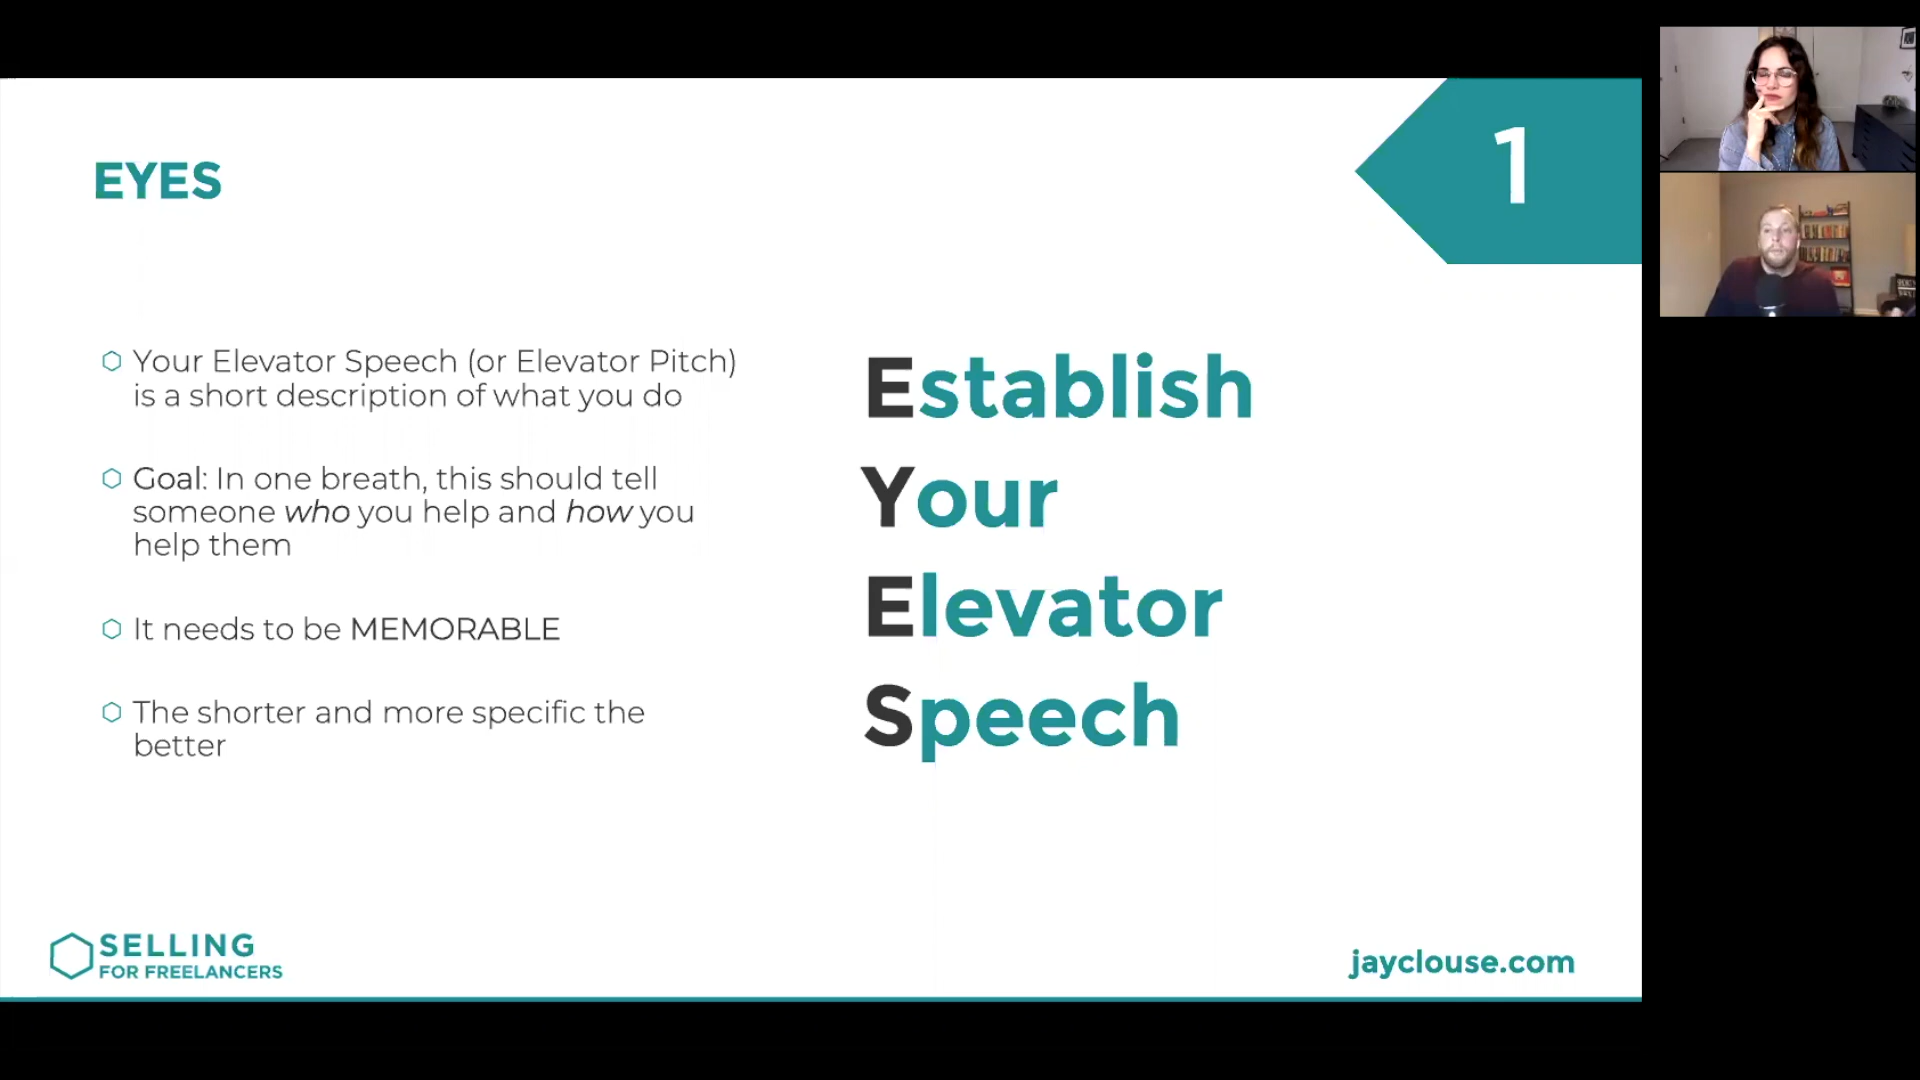 EYES
1
Your Elevator Speech (or Elevator Pitch)
is a short description of what you do
Goal: In one breath, this should tell
someone who you help and how you
help them
It needs to be MEMORABLE
The shorter and more specific the
better
Establish
Your
Elevator
Speech
SELLING
FOR FREELANCERS
jayclouse.com